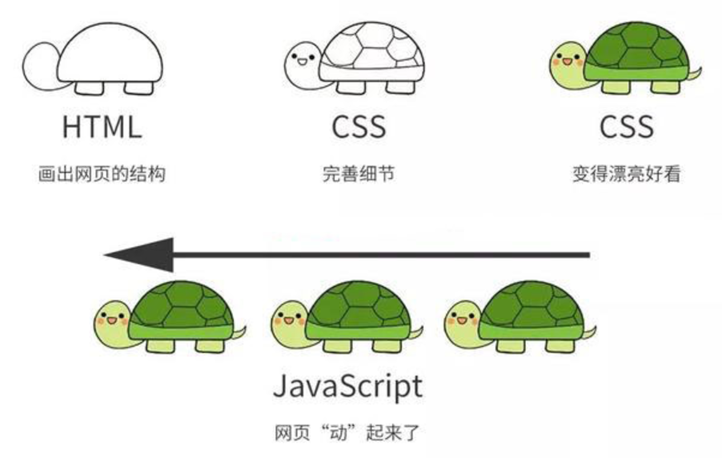 HTML
CSS
CSS
画出网页的结构
完善细节
变得漂亮好看
JavaScript
网页“动”起来了